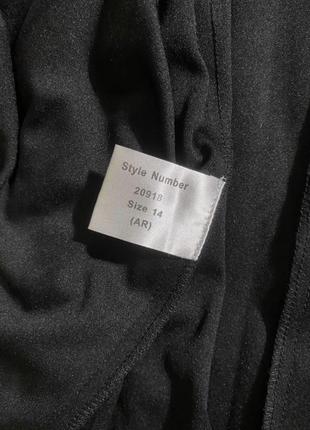 Style Number
20918
Size 14
(AR)